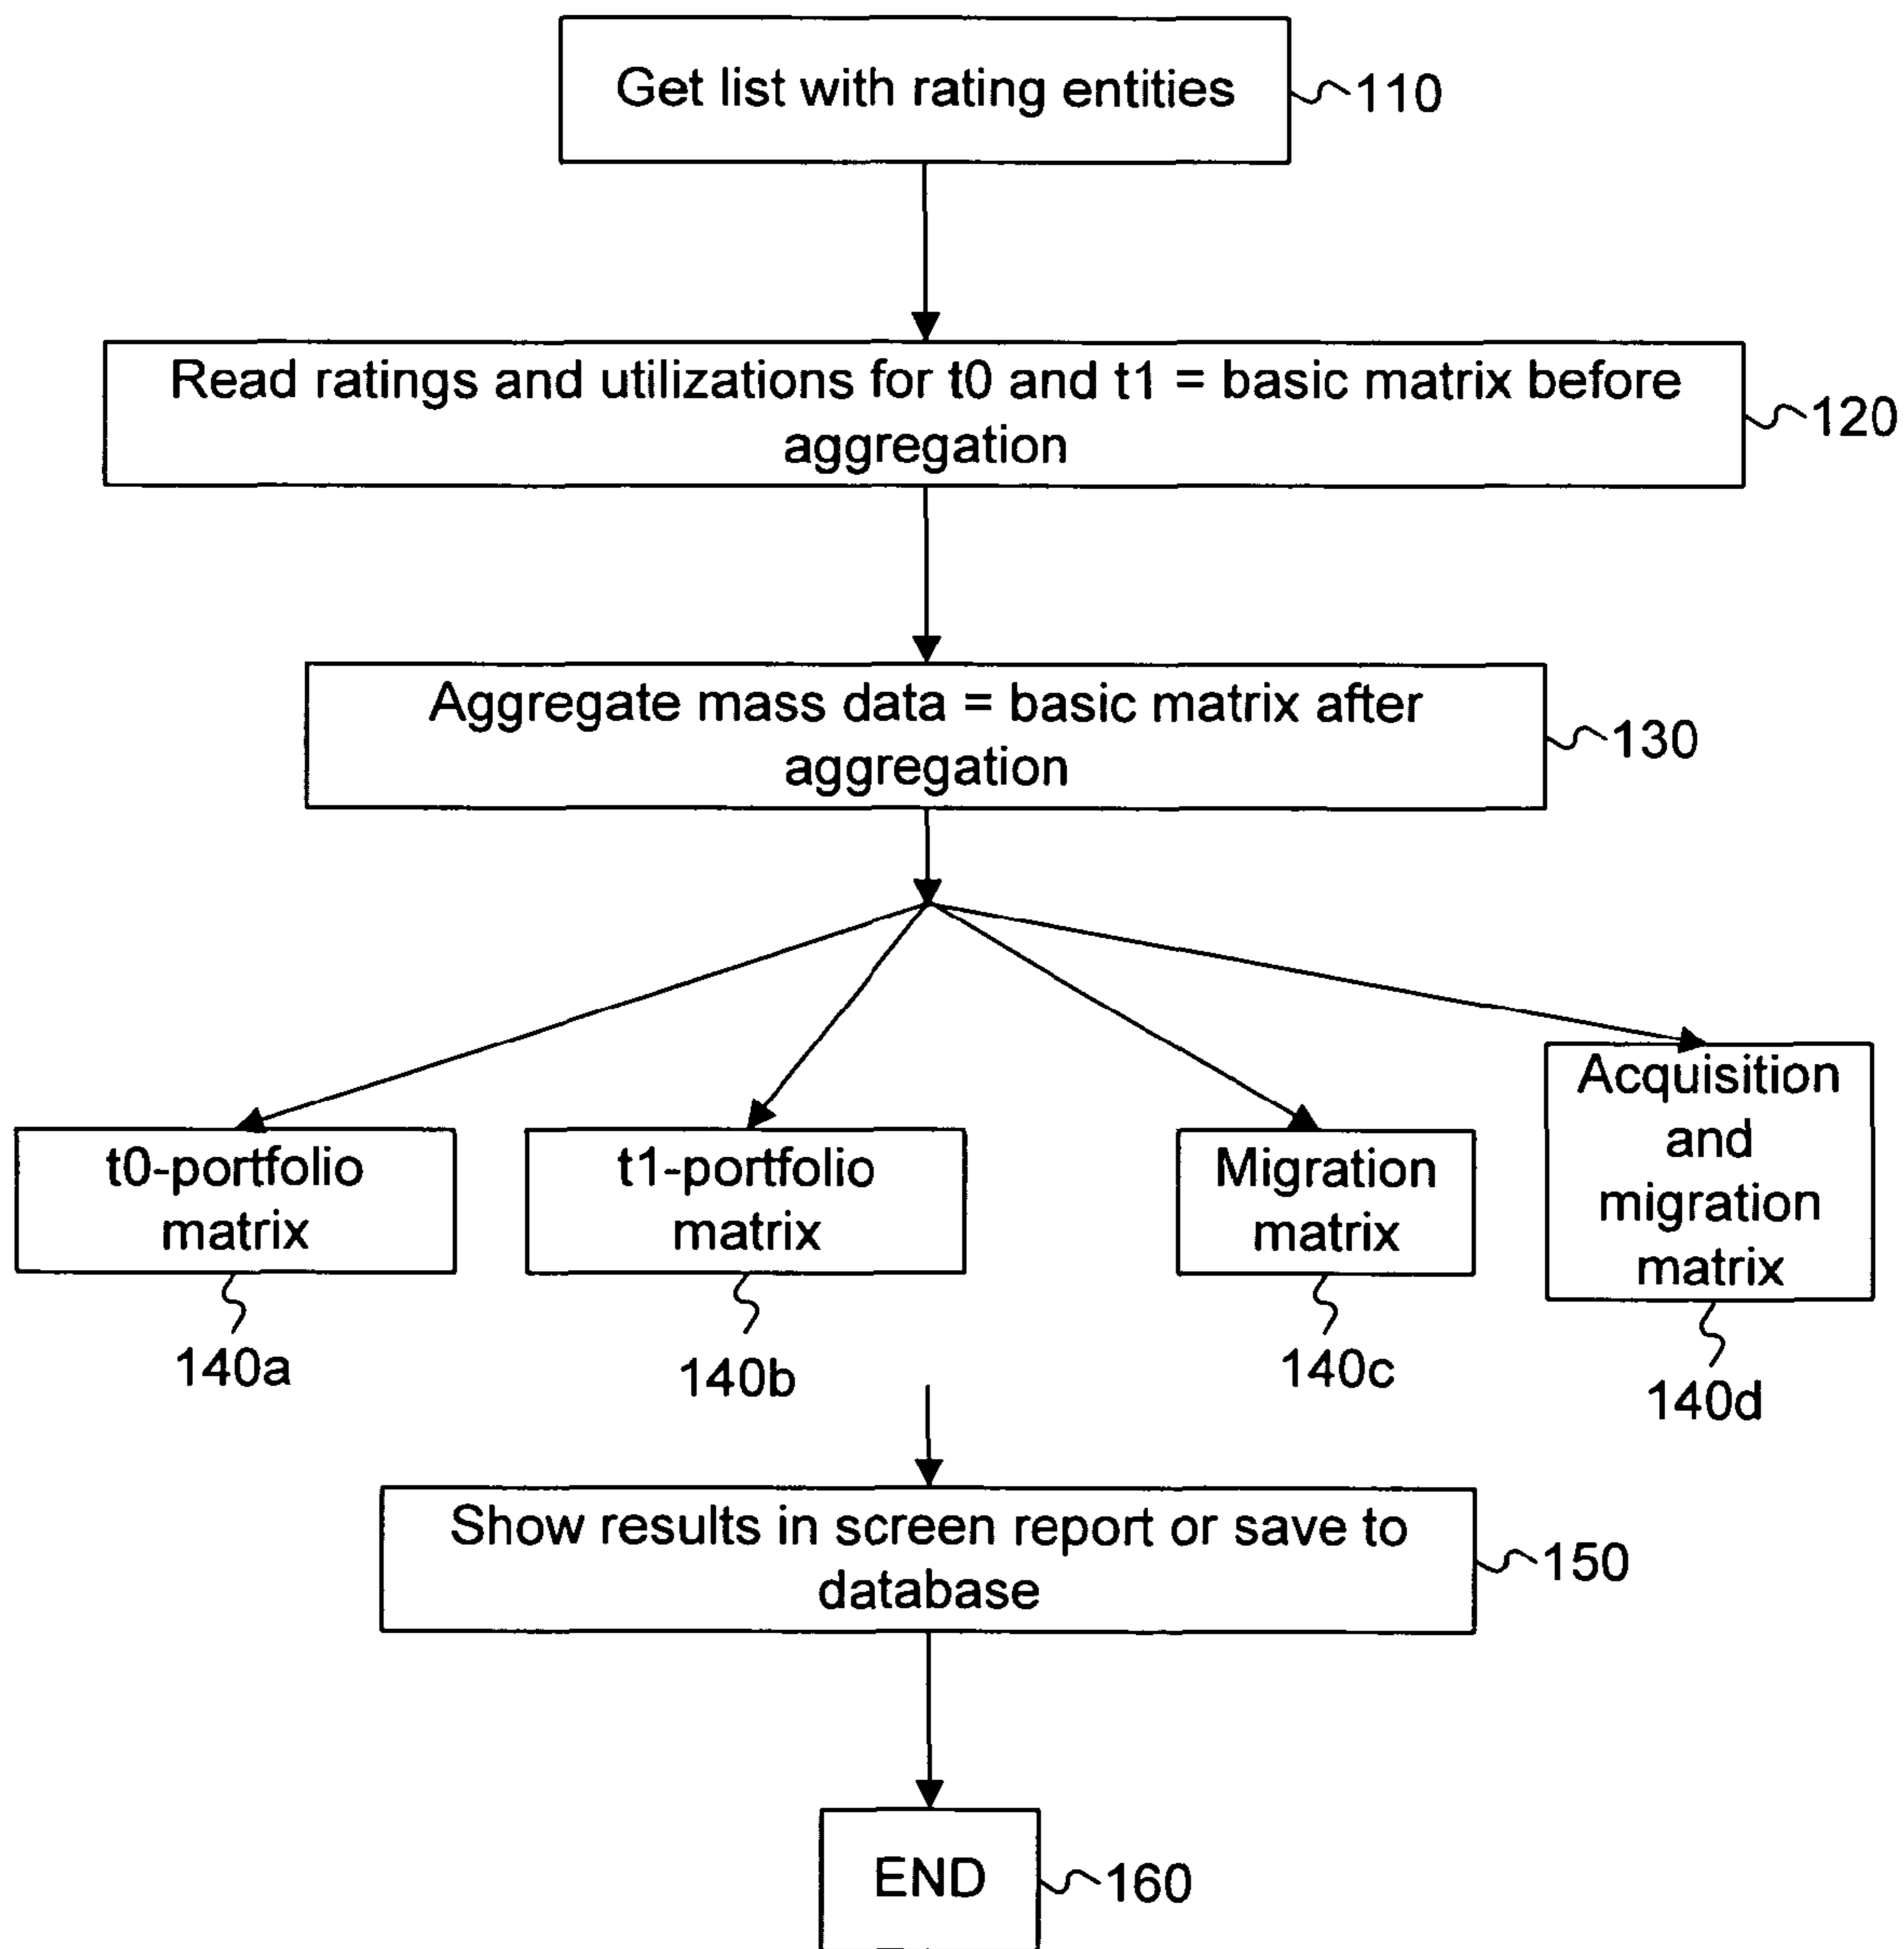 Get list with rating entities
110
Read ratings and utilizations for t0 and t1 = basic matrix before
aggregation
120
Aggregate mass data = basic matrix after
aggregation
130
t0-portfolio
matrix
140a
t1-portfolio
matrix
140b
Migration
matrix
140c
Acquisition
and
migration
matrix
140d
Show results in screen report or save to
database
150
END
160